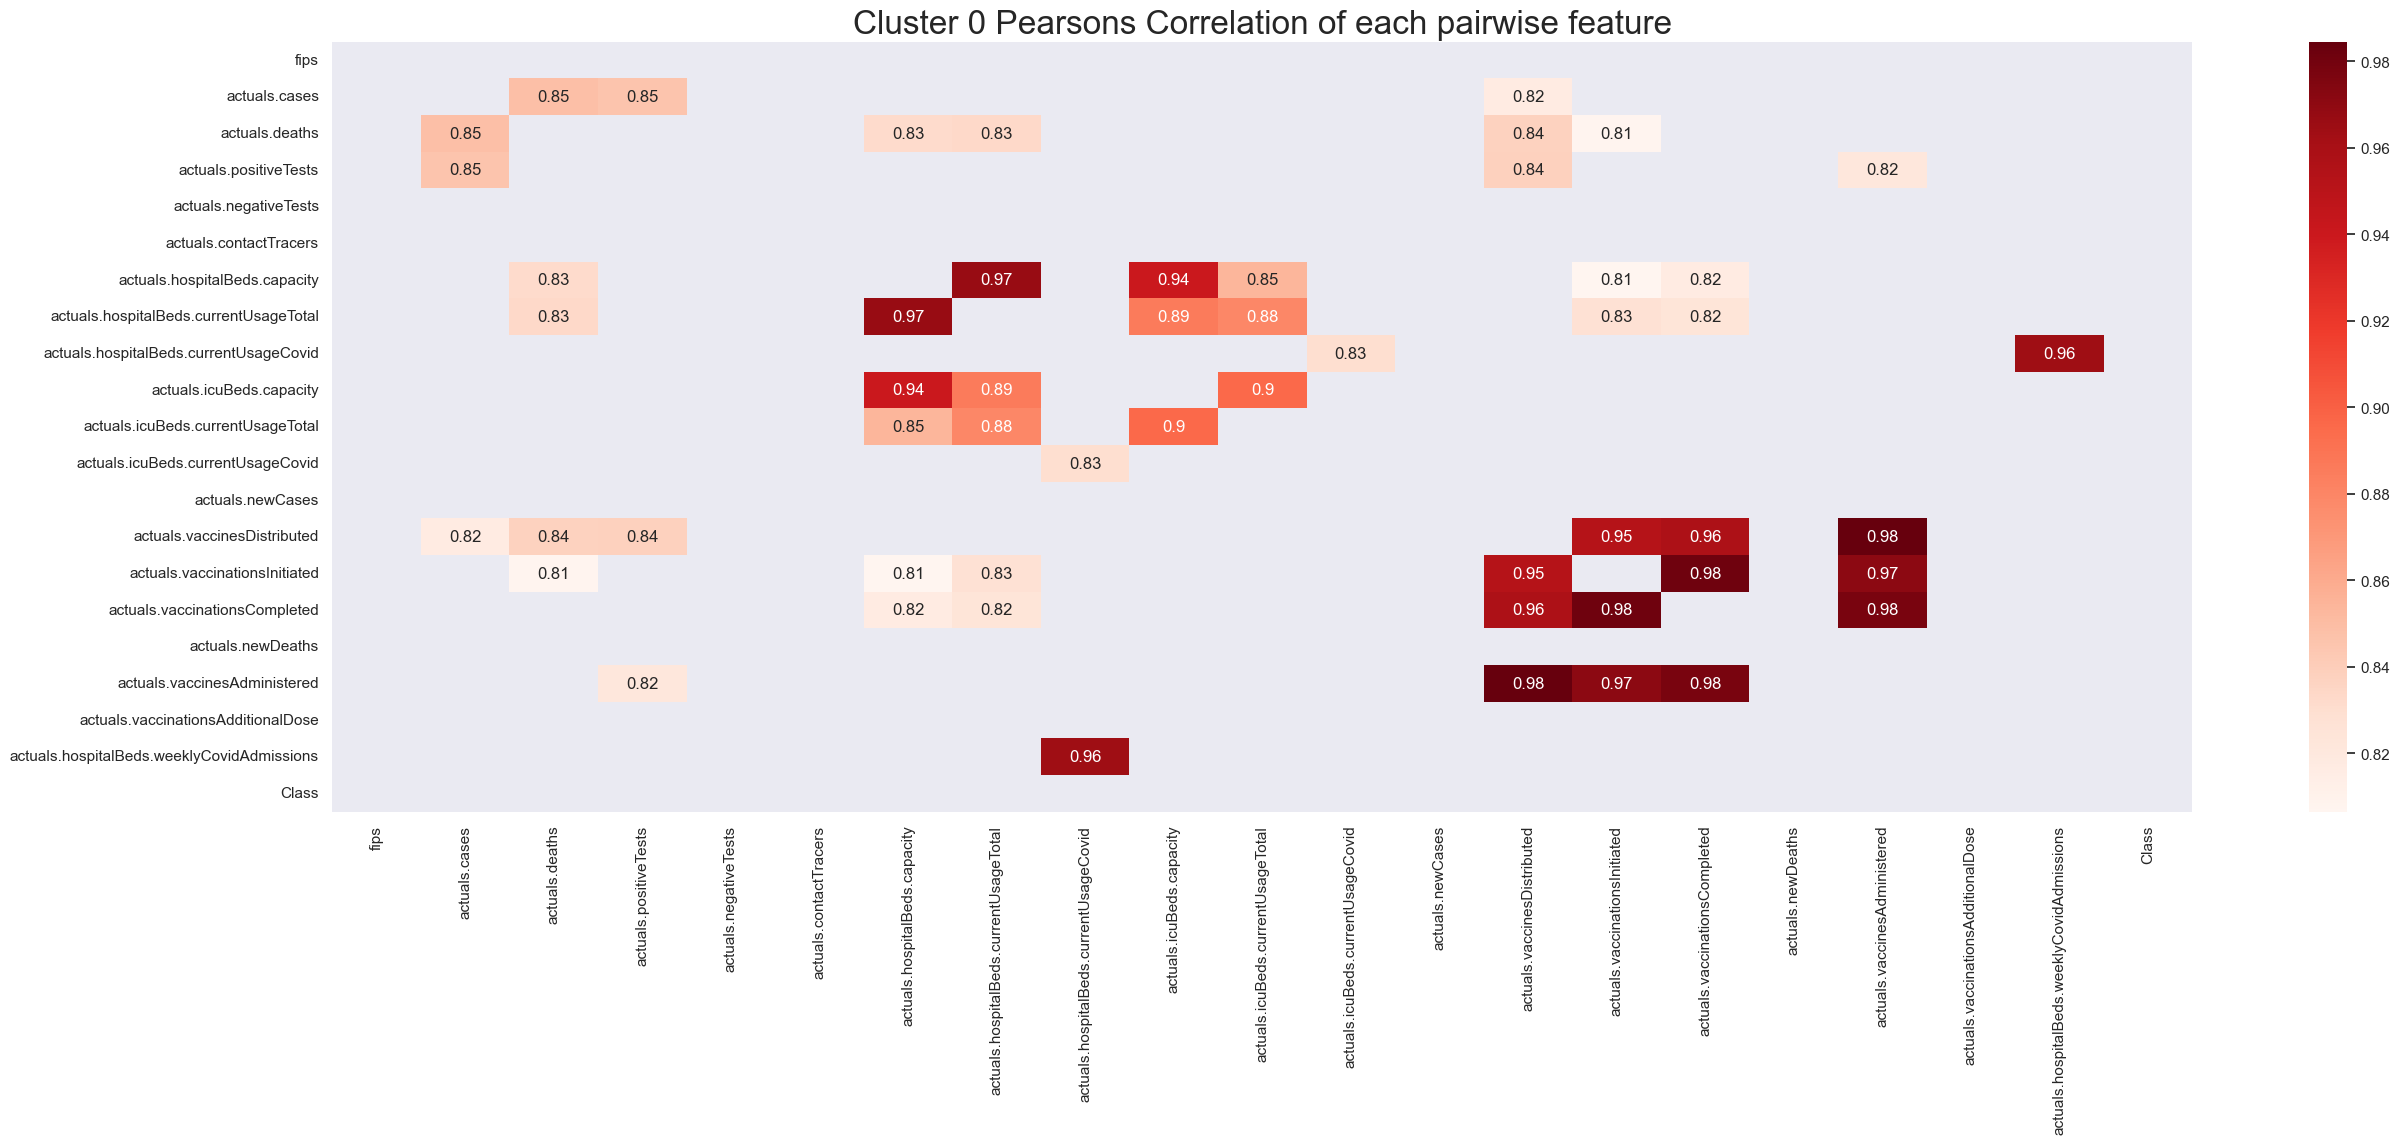 Cluster 0 Pearsons Correlation of each pairwise feature
fips
actuals.cases 0.85 0.85 0.82
actuals.deaths 0.85 0.83 0.83 0.84 0.81
actuals.positiveTests 0.85 0.84 0.82
actuals.negativeTests
actuals.contactTracers
actuals.hospitalBeds.capacity 0.83 0.97 0.94 0.85 0.81 0.82
actuals.hospitalBeds.currentUsageTotal 0.83 0.97 0.89 0.88 0.83 0.82
actuals.hospitalBeds.currentUsageCovid 0.83 0.96
actuals.icuBeds.capacity 0.94 0.89 0.9
actuals.icuBeds.currentUsageTotal 0.85 0.88 0.9
actuals.icuBeds.currentUsageCovid 0.83
actuals.newCases
actuals.vaccinesDistributed 0.82 0.84 0.84 0.95 0.96 0.98
actuals.vaccinationsInitiated 0.81 0.81 0.83 0.95 0.98 0.97
actuals.vaccinationsCompleted 0.82 0.82 0.96 0.98 0.98
actuals.newDeaths
actuals.vaccinesAdministered 0.82 0.98 0.97 0.98
actuals.vaccinationsAdditionalDose
actuals.hospitalBeds.weeklyCovidAdmissions 0.96
Class
fips
actuals.cases
actuals.deaths
actuals.positiveTests
actuals.negativeTests
actuals.contactTracers
actuals.hospitalBeds.capacity
actuals.hospitalBeds.currentUsageTotal
actuals.hospitalBeds.currentUsageCovid
actuals.icuBeds.capacity
actuals.icuBeds.currentUsageTotal
actuals.icuBeds.currentUsageCovid
actuals.newCases
actuals.vaccinesDistributed
actuals.vaccinationsInitiated
actuals.vaccinationsCompleted
actuals.newDeaths
actuals.vaccinesAdministered
actuals.vaccinationsAdditionalDose
actuals.hospitalBeds.weeklyCovidAdmissions
Class
0.98
0.96
0.94
0.92
0.90
0.88
0.86
0.84
0.82